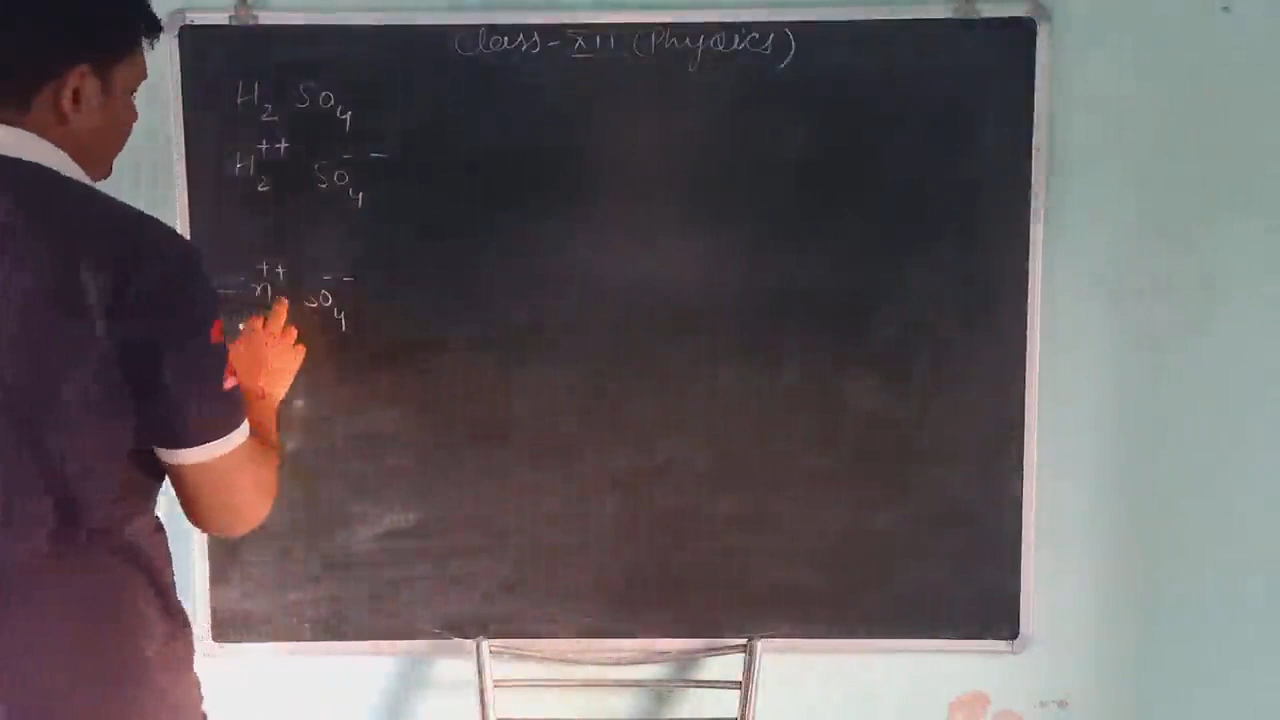 Class-XII (Physics)
H₂ SO₄
H₂⁺⁺ SO₄⁻⁻
n⁺⁺ SO₄⁻⁻